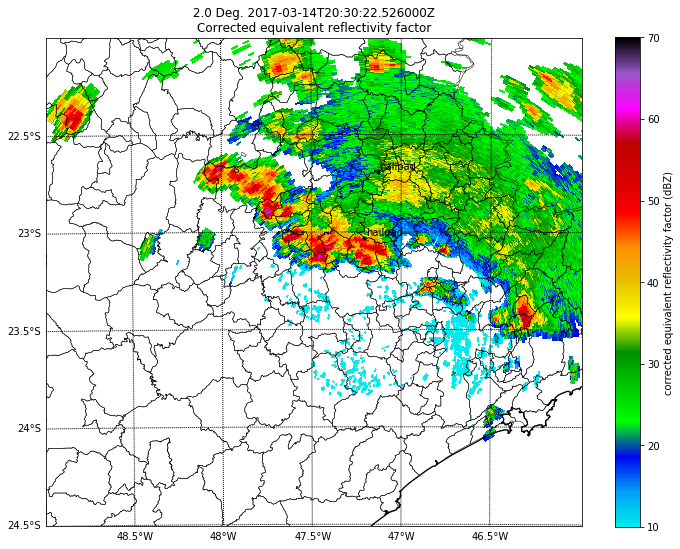 2.0 Deg. 2017-03-14T20:30:22.526000Z
Corrected equivalent reflectivity factor
22.5°S
23°S
23.5°S
24°S
24.5°S
48.5°W
48°W
47.5°W
47°W
46.5°W
hailpad
hailpad
70
60
50
40
30
20
10
corrected equivalent reflectivity factor (dBZ)